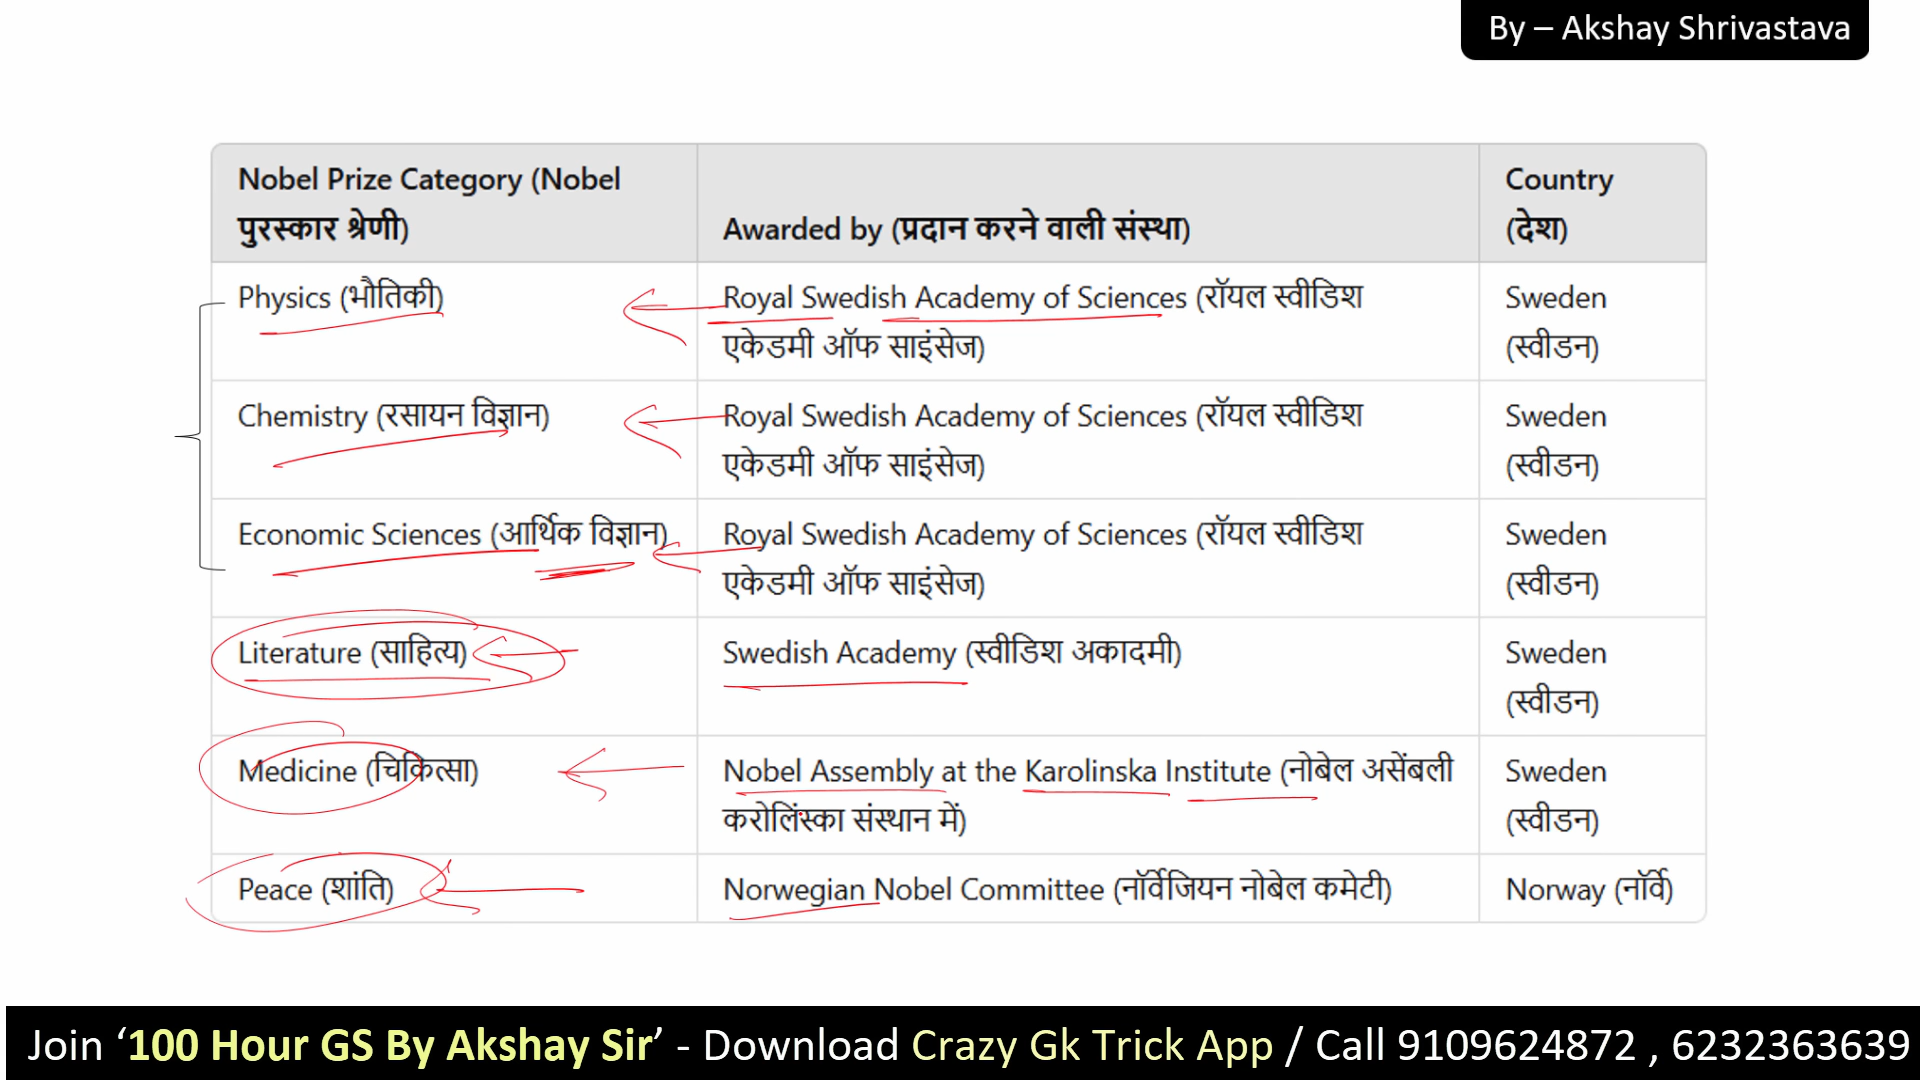 By – Akshay Shrivastava
Nobel Prize Category (Nobel
पुरस्कार श्रेणी)
Awarded by (प्रदान करने वाली संस्था)
Country
(देश)
Physics (भौतिकी)
Royal Swedish Academy of Sciences (रॉयल स्वीडिश
एकेडमी ऑफ साइंसेज)
Sweden
(स्वीडन)
Chemistry (रसायन विज्ञान)
Royal Swedish Academy of Sciences (रॉयल स्वीडिश
एकेडमी ऑफ साइंसेज)
Sweden
(स्वीडन)
Economic Sciences (आर्थिक विज्ञान)
Royal Swedish Academy of Sciences (रॉयल स्वीडिश
एकेडमी ऑफ साइंसेज)
Sweden
(स्वीडन)
Literature (साहित्य)
Swedish Academy (स्वीडिश अकादमी)
Sweden
(स्वीडन)
Medicine (चिकित्सा)
Nobel Assembly at the Karolinska Institute (नोबेल असेंबली
करोलिंस्का संस्थान में)
Sweden
(स्वीडन)
Peace (शांति)
Norwegian Nobel Committee (नॉर्वेजियन नोबेल कमेटी)
Norway (नॉर्वे)
Join ‘100 Hour GS By Akshay Sir’ - Download Crazy Gk Trick App / Call 9109624872 , 6232363639